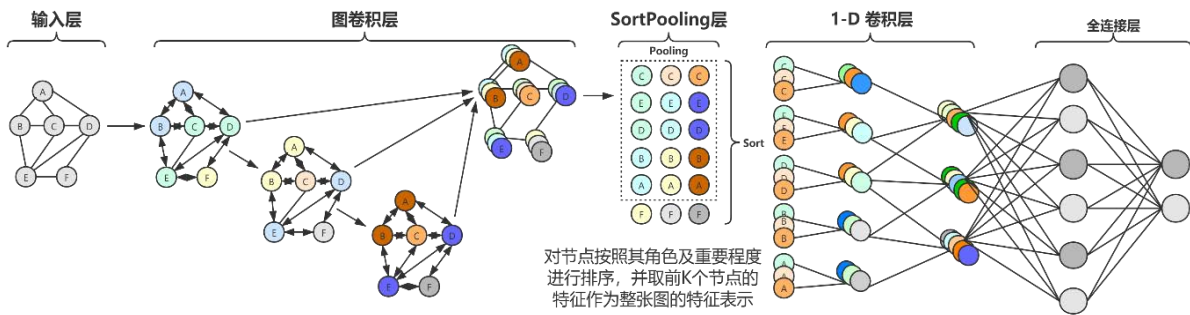 输入层
图卷积层
SortPooling层
1-D 卷积层
全连接层
Pooling
A
B C D
E F
A
B C D
E F
A
B C D
E F
A
B C D
E F
A
B C D
E F
C C C
E E E
D D D
B B B
A A A
F F F
Sort
C C C
E E E
D D D
B B B
A A A
对节点按照其角色及重要程度
进行排序，并取前K个节点的
特征作为整张图的特征表示